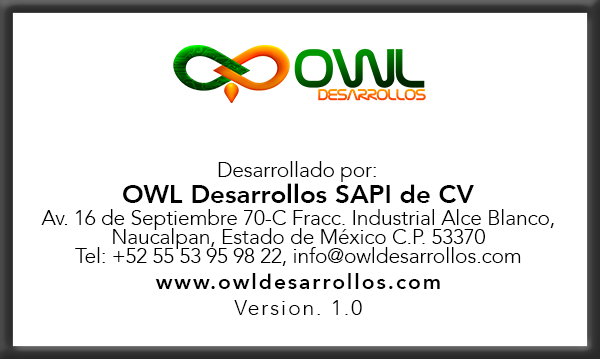 OWL
DESARROLLOS
Desarrollado por:
OWL Desarrollos SAPI de CV
Av. 16 de Septiembre 70-C Fracc. Industrial Alce Blanco,
Naucalpan, Estado de México C.P. 53370
Tel: +52 55 53 95 98 22, info@owldesarrollos.com
www.owldesarrollos.com
Version. 1.0